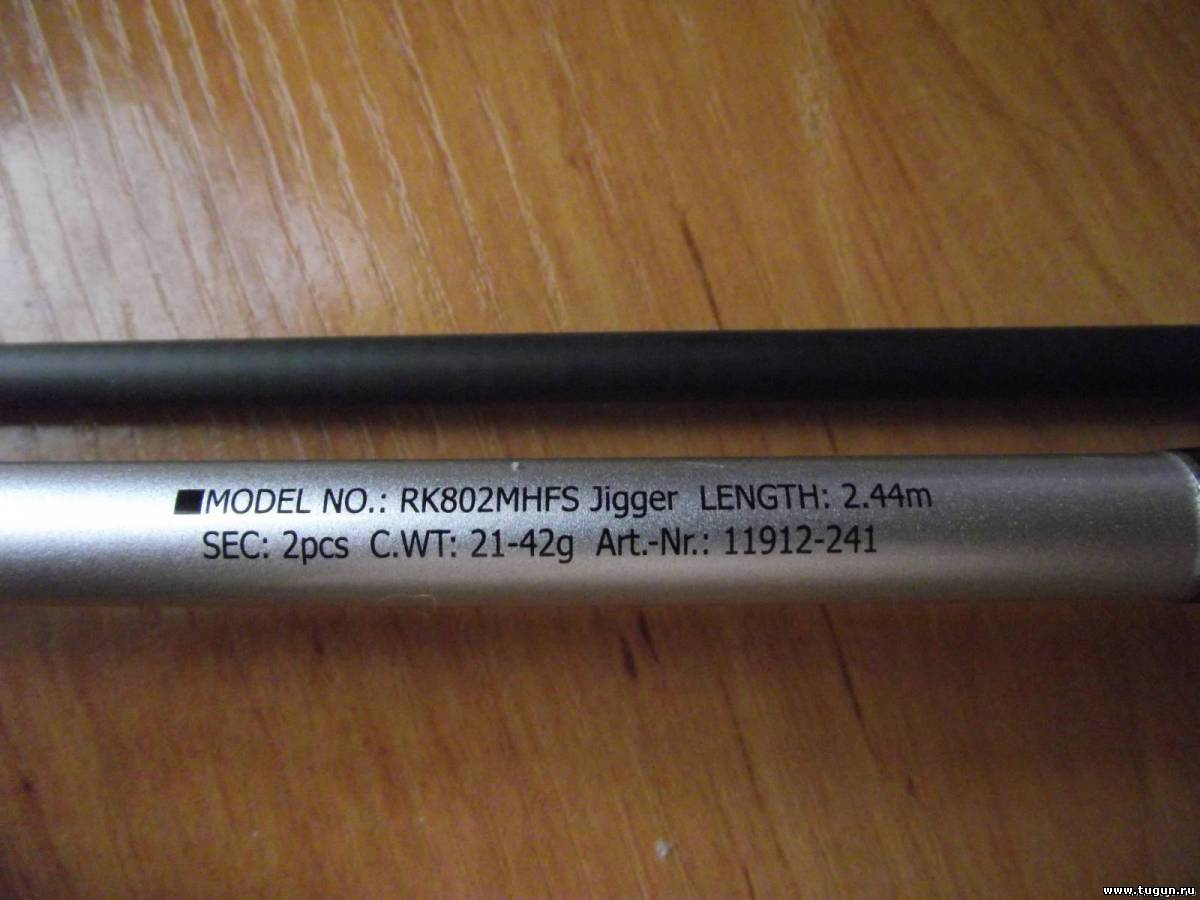 ■MODEL NO.: RK802MHFS Jigger LENGTH: 2.44m
SEC: 2pcs C.WT: 21-42g Art.-Nr.: 11912-241
www.tugun.ru